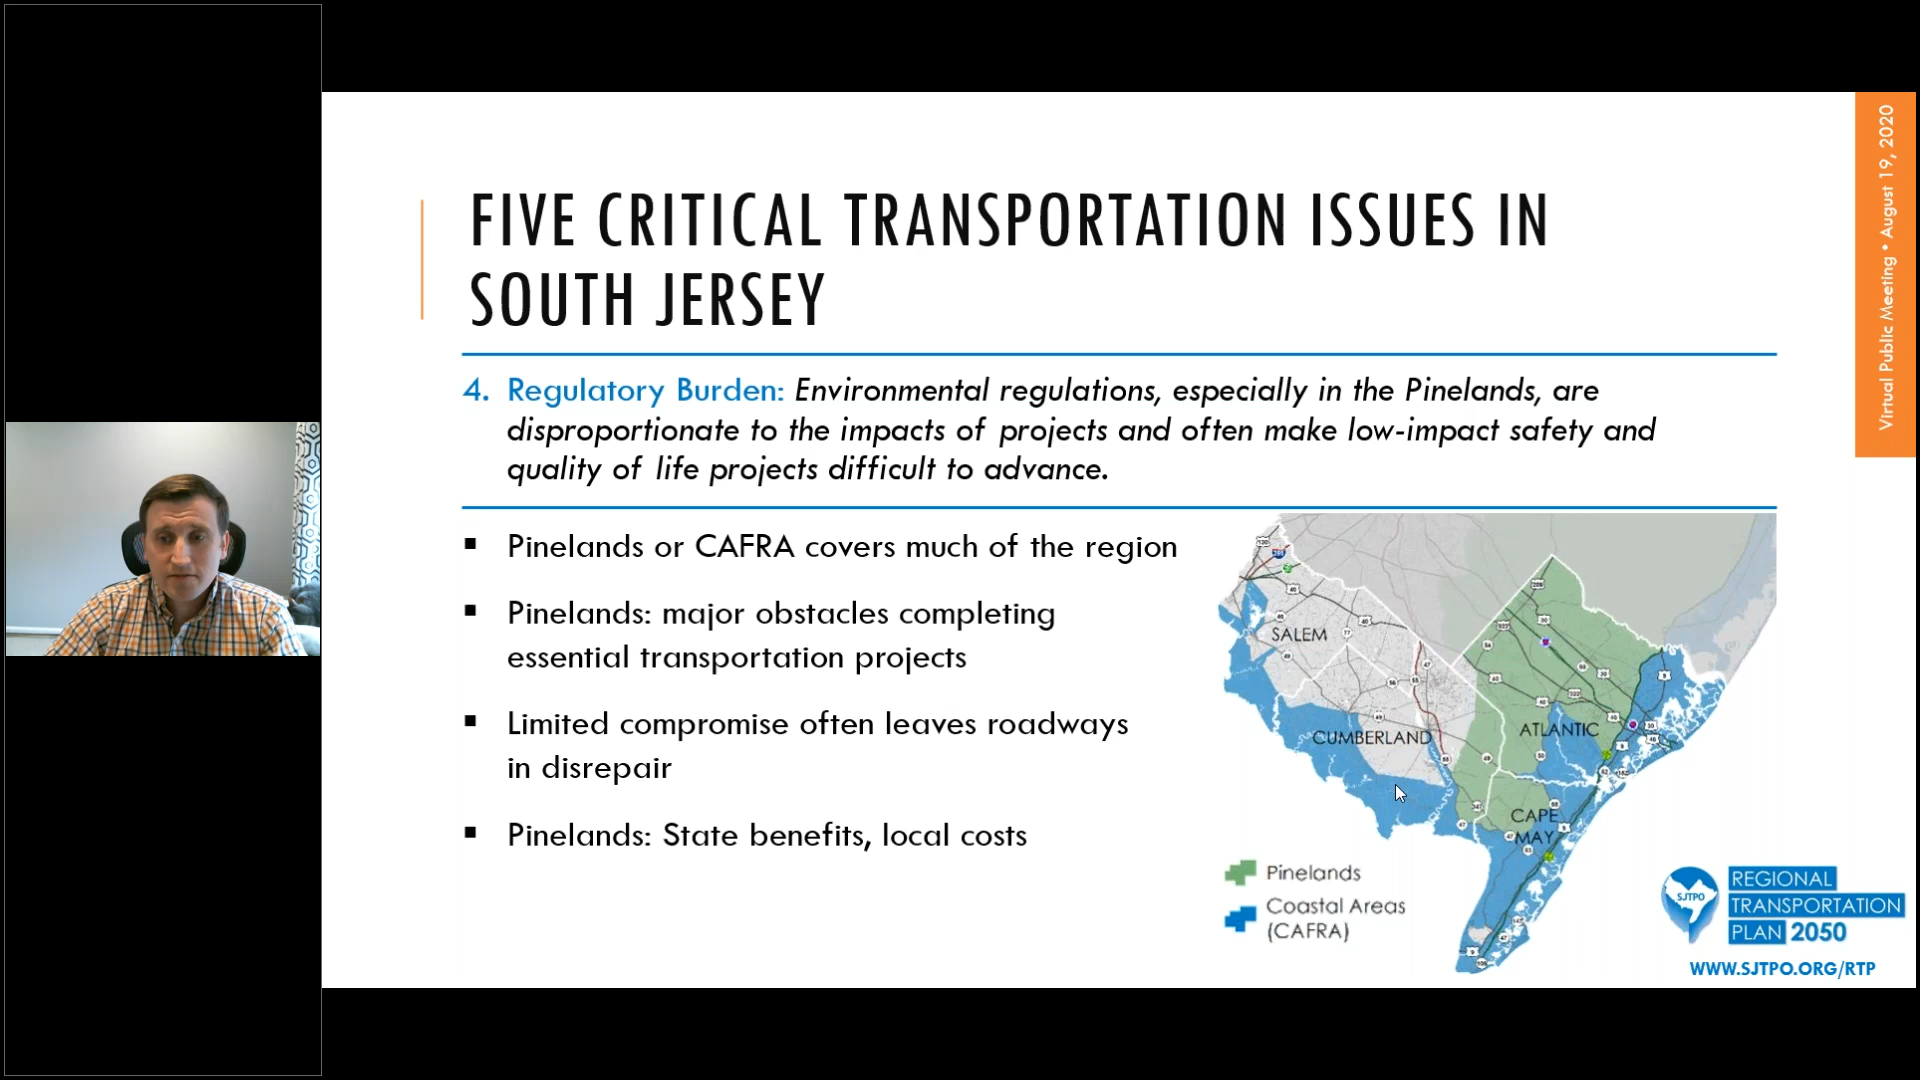 FIVE CRITICAL TRANSPORTATION ISSUES IN
SOUTH JERSEY
4. Regulatory Burden: Environmental regulations, especially in the Pinelands, are
disproportionate to the impacts of projects and often make low-impact safety and
quality of life projects difficult to advance.
▪ Pinelands or CAFRA covers much of the region
▪ Pinelands: major obstacles completing
essential transportation projects
▪ Limited compromise often leaves roadways
in disrepair
▪ Pinelands: State benefits, local costs
SALEM
CUMBERLAND
ATLANTIC
CAPE
MAY
Pinelands
Coastal Areas
(CAFRA)
SJTPO
REGIONAL
TRANSPORTATION
PLAN 2050
WWW.SJTPO.ORG/RTP
Virtual Public Meeting • August 19, 2020